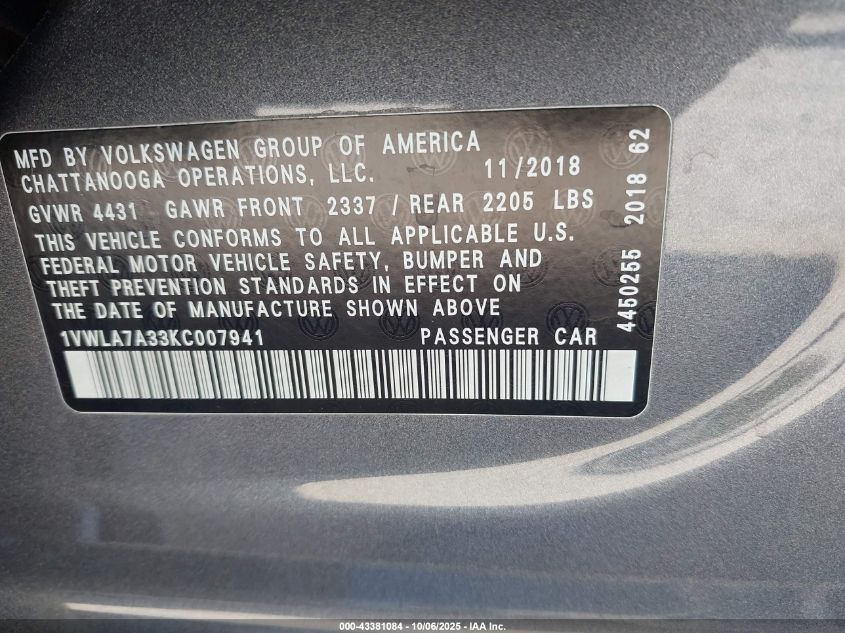 MFD BY VOLKSWAGEN GROUP OF AMERICA
CHATTANOOGA OPERATIONS, LLC. 11/2018
GVWR 4431 GAWR FRONT 2337 / REAR 2205 LBS
THIS VEHICLE CONFORMS TO ALL APPLICABLE U.S.
FEDERAL MOTOR VEHICLE SAFETY, BUMPER AND
THEFT PREVENTION STANDARDS IN EFFECT ON
THE DATE OF MANUFACTURE SHOWN ABOVE
1VWLA7A33KC007941 PASSENGER CAR
4450255 2018 62
000-43381084 - 10/06/2025 - IAA Inc.